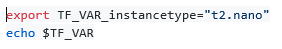 export TF_VAR_instancetype="t2.nano"
echo $TF_VAR